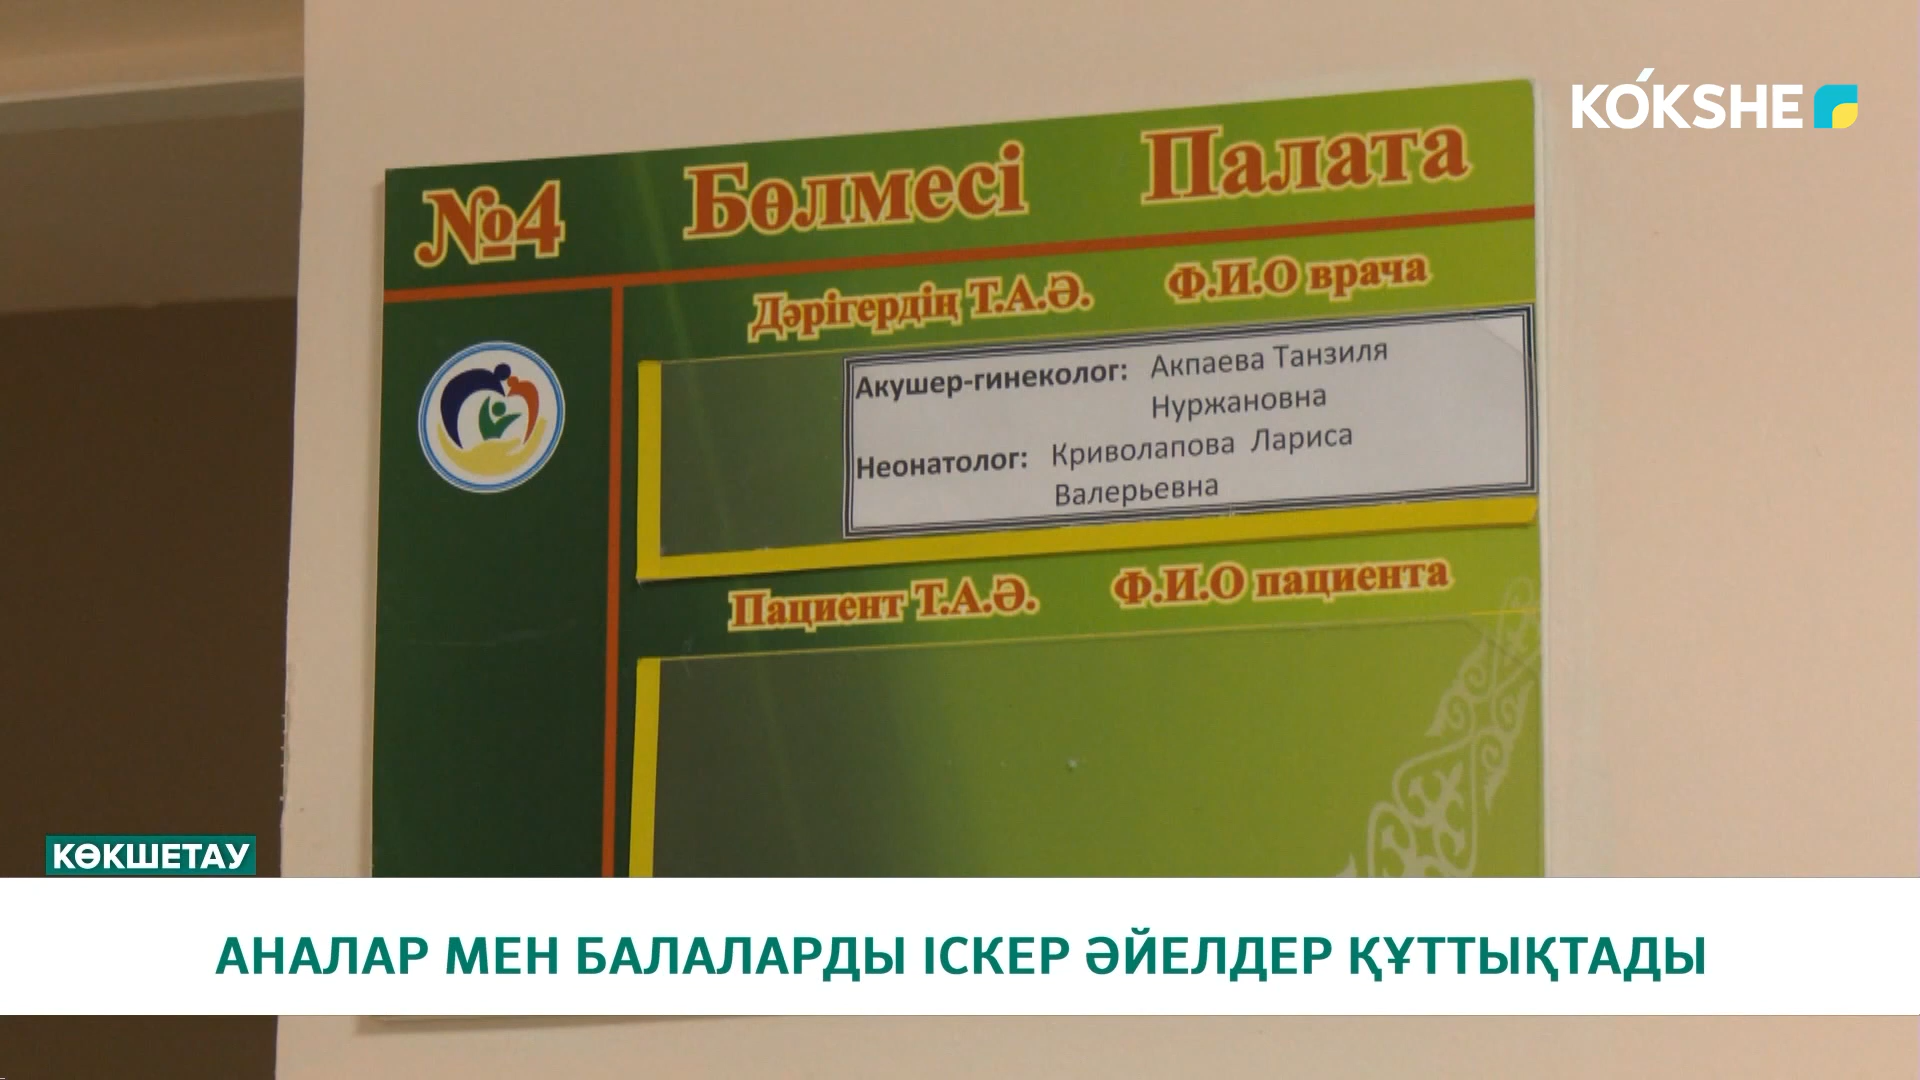 KÓKSHE
№4 Бөлмесі Палата
Дәрігердің Т.А.Ә. Ф.И.О врача
Акушер-гинеколог: Акпаева Танзиля
Нуржановна
Неонатолог: Криволапова Лариса
Валерьевна
Пациент Т.А.Ә. Ф.И.О пациента
КӨКШЕТАУ
АНАЛАР МЕН БАЛАЛАРДЫ ІСКЕР ӘЙЕЛДЕР ҚҰТТЫҚТАДЫ